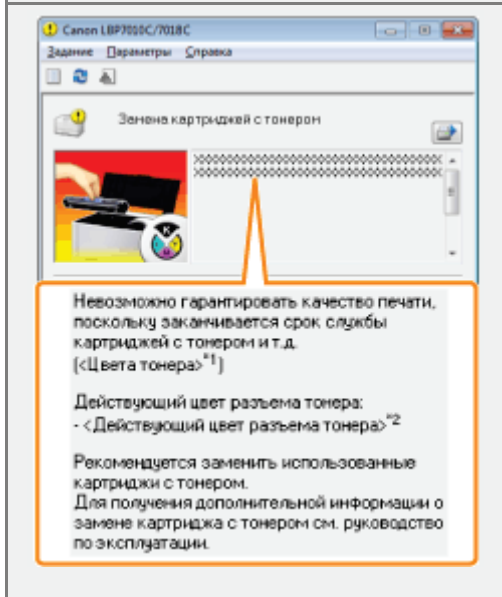 Canon LBP7010C/7018C
Задание Параметры Справка
Замена картриджей с тонером
XXXXXXXXXXXXXXXXXXXXXXXXXXXXXXXXXX
XXXXXXXXXXXXXXXXXXXXXXXXXXXXXXXXXX
K
Невозможно гарантировать качество печати,
поскольку заканчивается срок службы
картриджей с тонером и т.д.
(<Цвета тонера>*1)
Действующий цвет разъема тонера:
- <Действующий цвет разъема тонера>*2
Рекомендуется заменить использованные
картриджи с тонером.
Для получения дополнительной информации о
замене картриджа с тонером см. руководство
по эксплуатации.